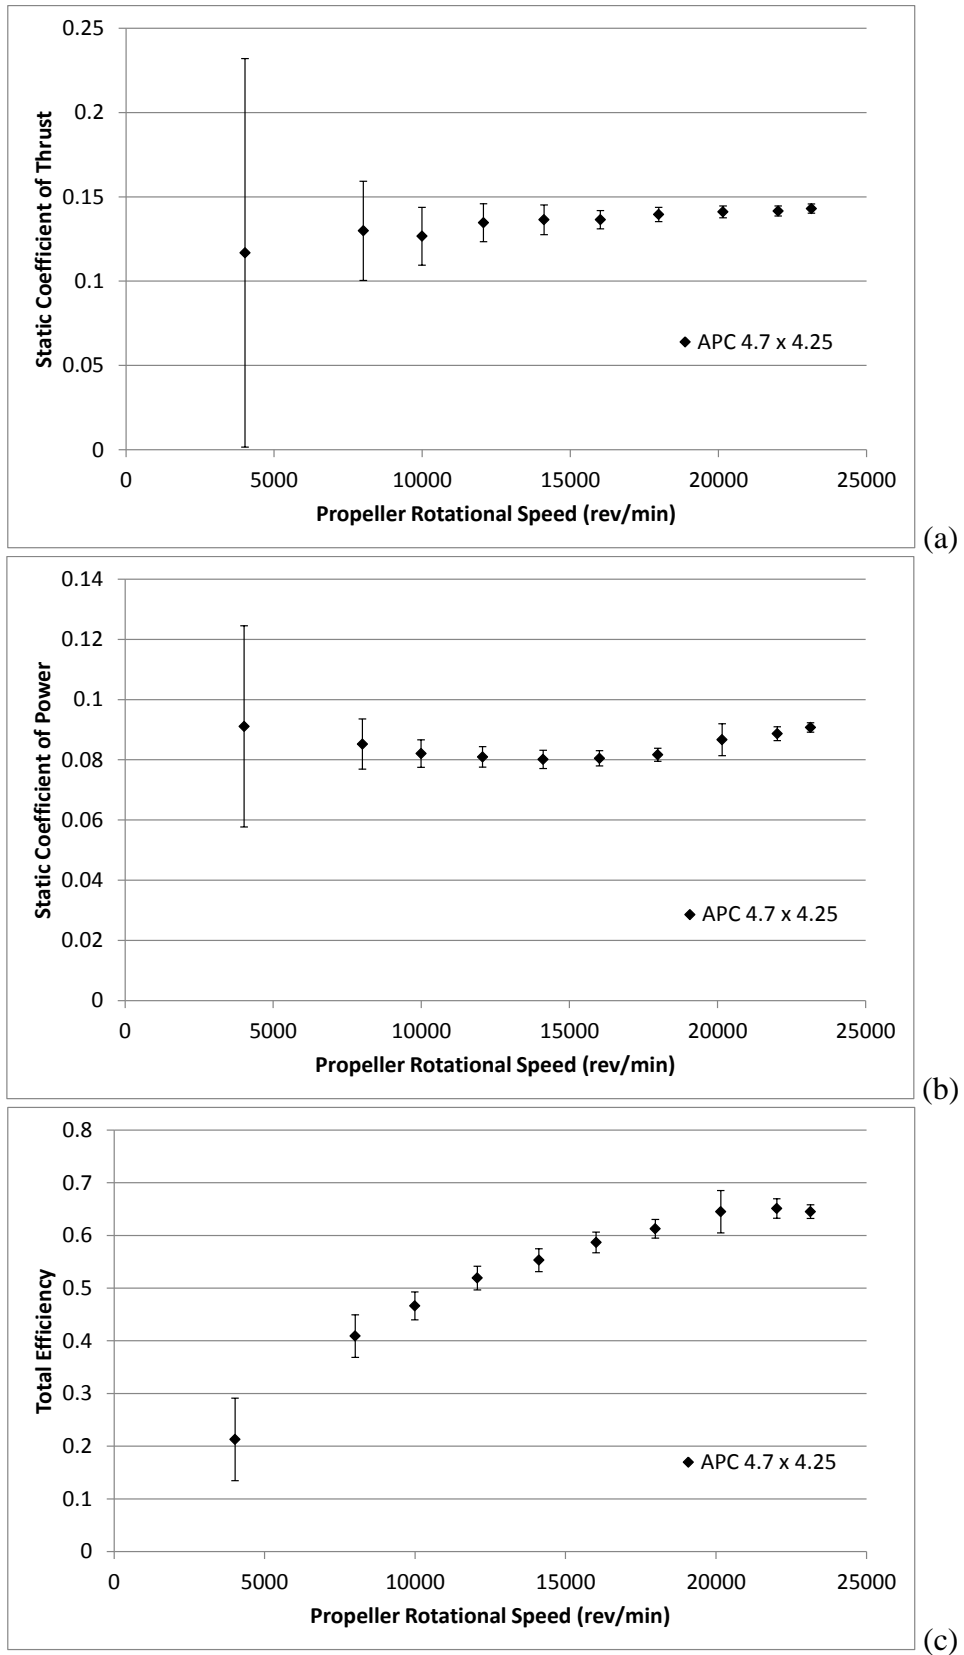 0.25
0.2
0.15
0.1
0.05
0
Static Coefficient of Thrust
APC 4.7 x 4.25
0 5000 10000 15000 20000 25000
Propeller Rotational Speed (rev/min)
(a)
0.14
0.12
0.1
0.08
0.06
0.04
0.02
0
Static Coefficient of Power
APC 4.7 x 4.25
0 5000 10000 15000 20000 25000
Propeller Rotational Speed (rev/min)
(b)
0.8
0.7
0.6
0.5
0.4
0.3
0.2
0.1
0
Total Efficiency
APC 4.7 x 4.25
0 5000 10000 15000 20000 25000
Propeller Rotational Speed (rev/min)
(c)